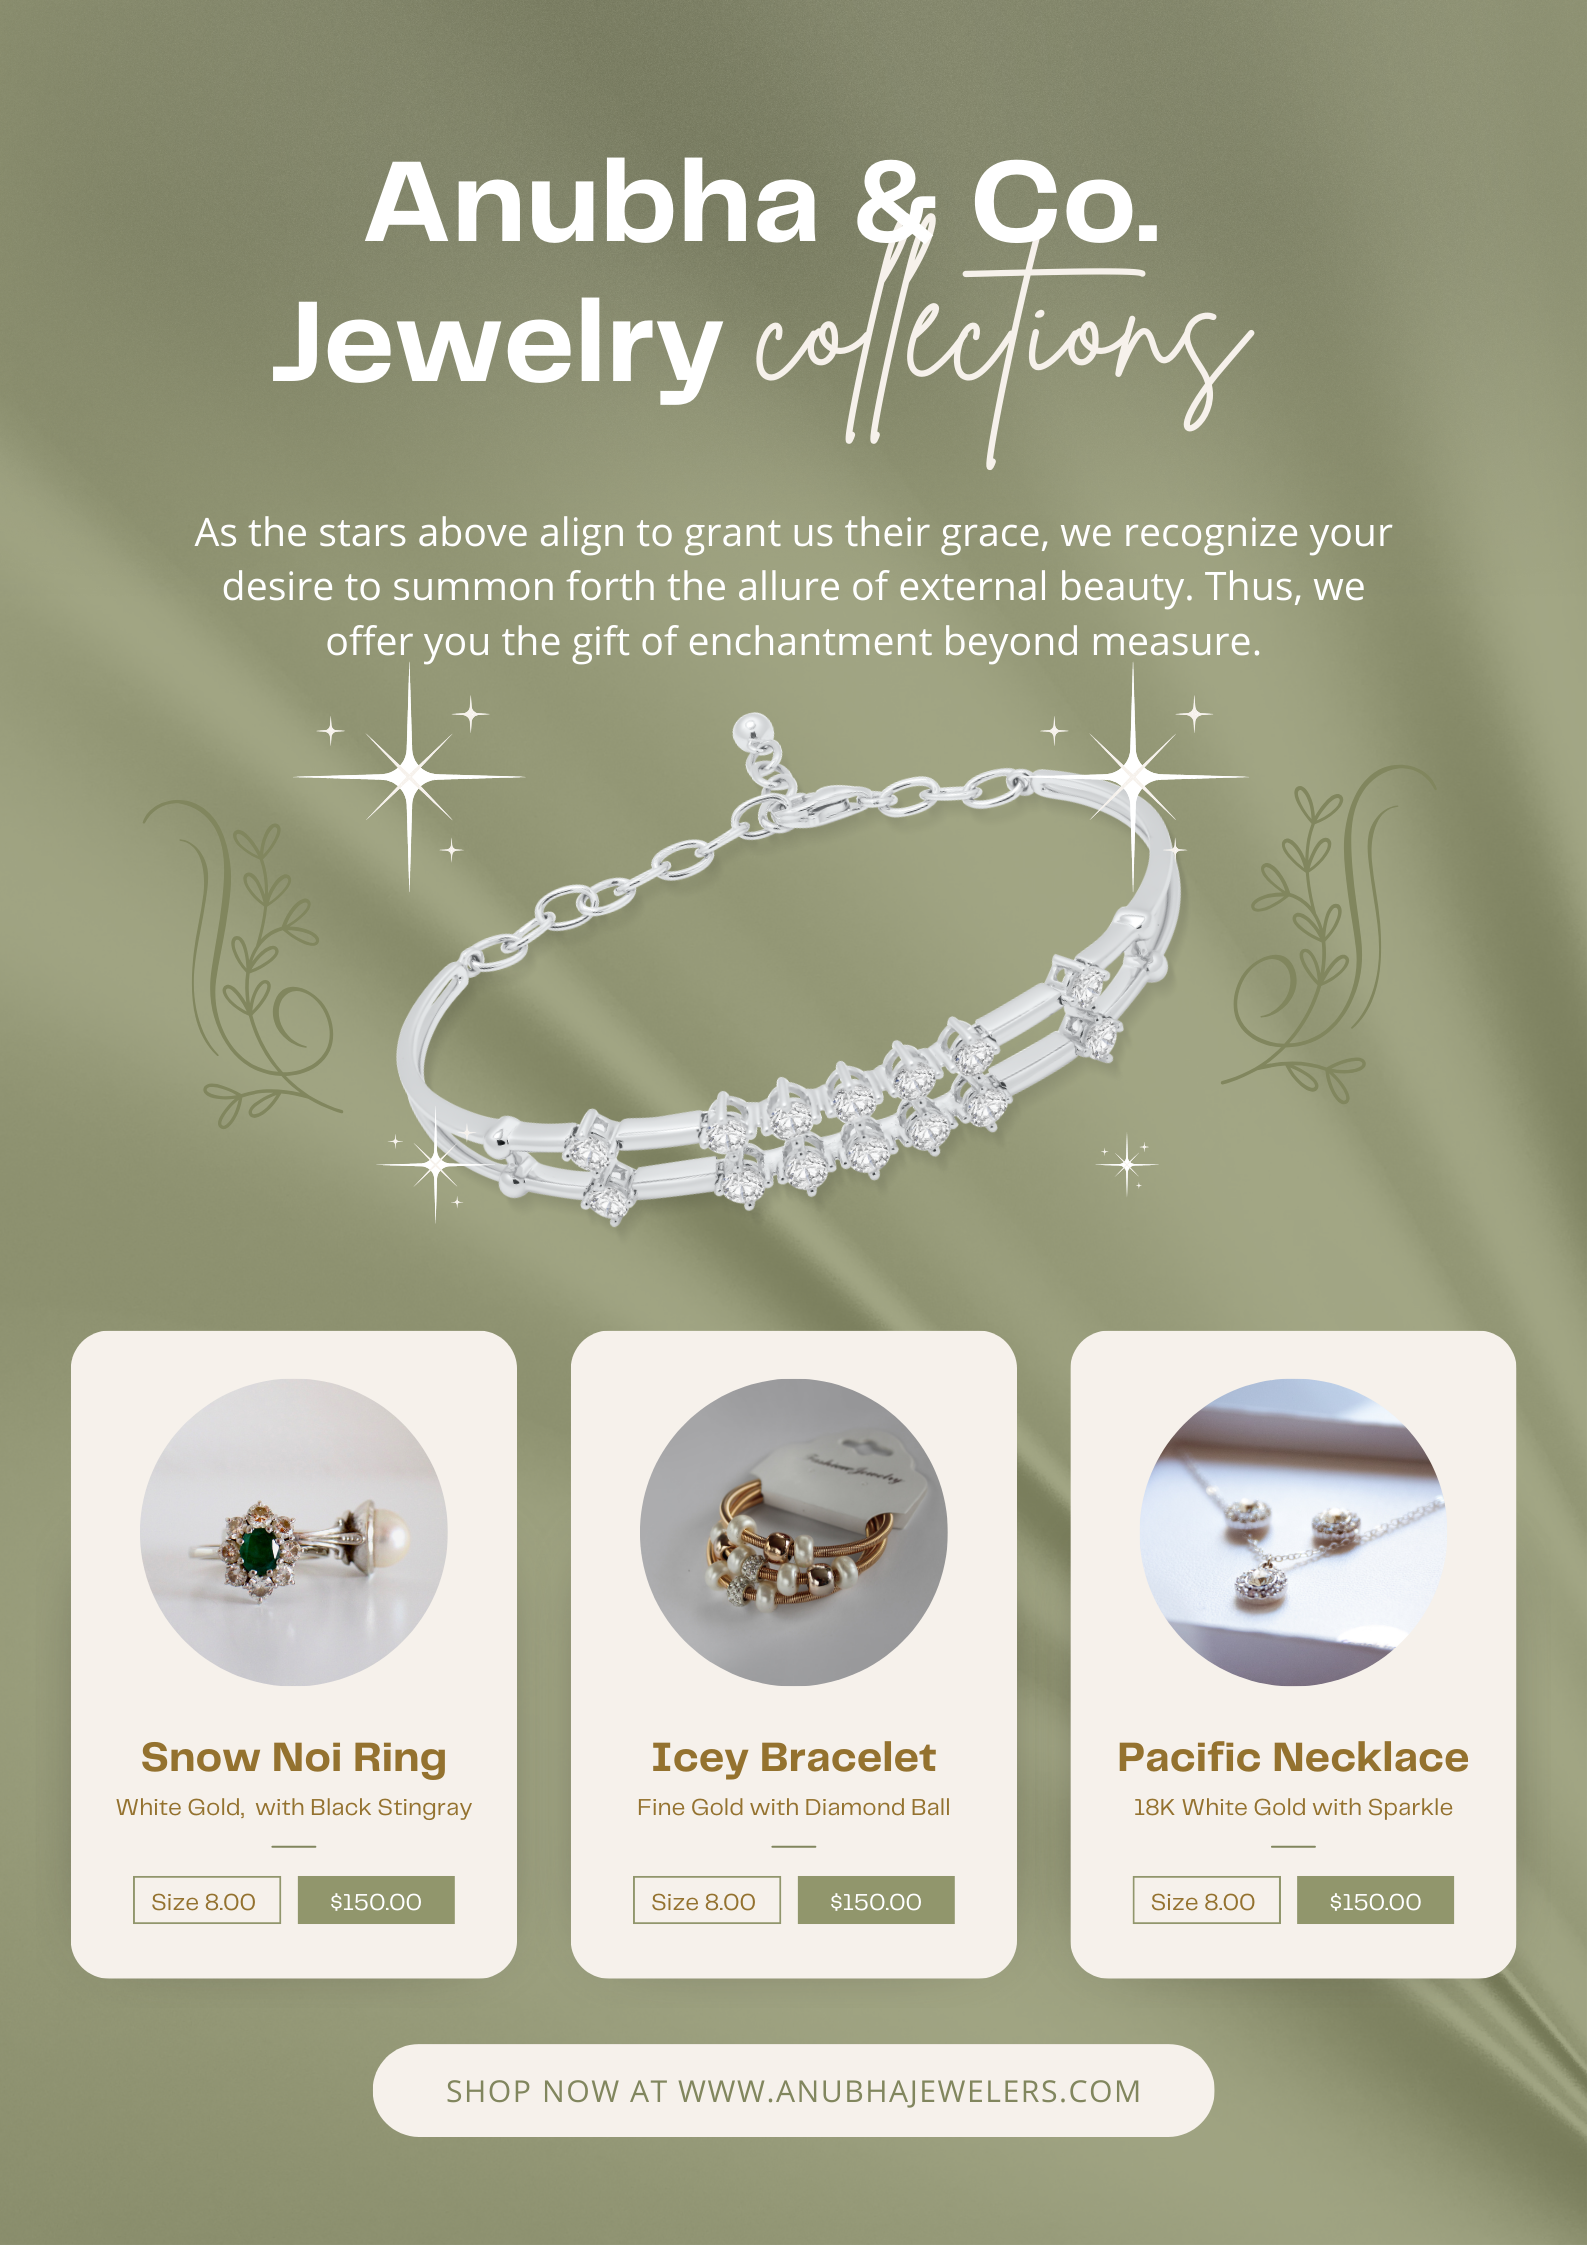 Anubha & Co.
Jewelry collections
As the stars above align to grant us their grace, we recognize your
desire to summon forth the allure of external beauty. Thus, we
offer you the gift of enchantment beyond measure.
Fashion Jewelry
Snow Noi Ring
White Gold, with Black Stingray
Size 8.00
$150.00
Icey Bracelet
Fine Gold with Diamond Ball
Size 8.00
$150.00
Pacific Necklace
18K White Gold with Sparkle
Size 8.00
$150.00
SHOP NOW AT WWW.ANUBHAJEWELERS.COM